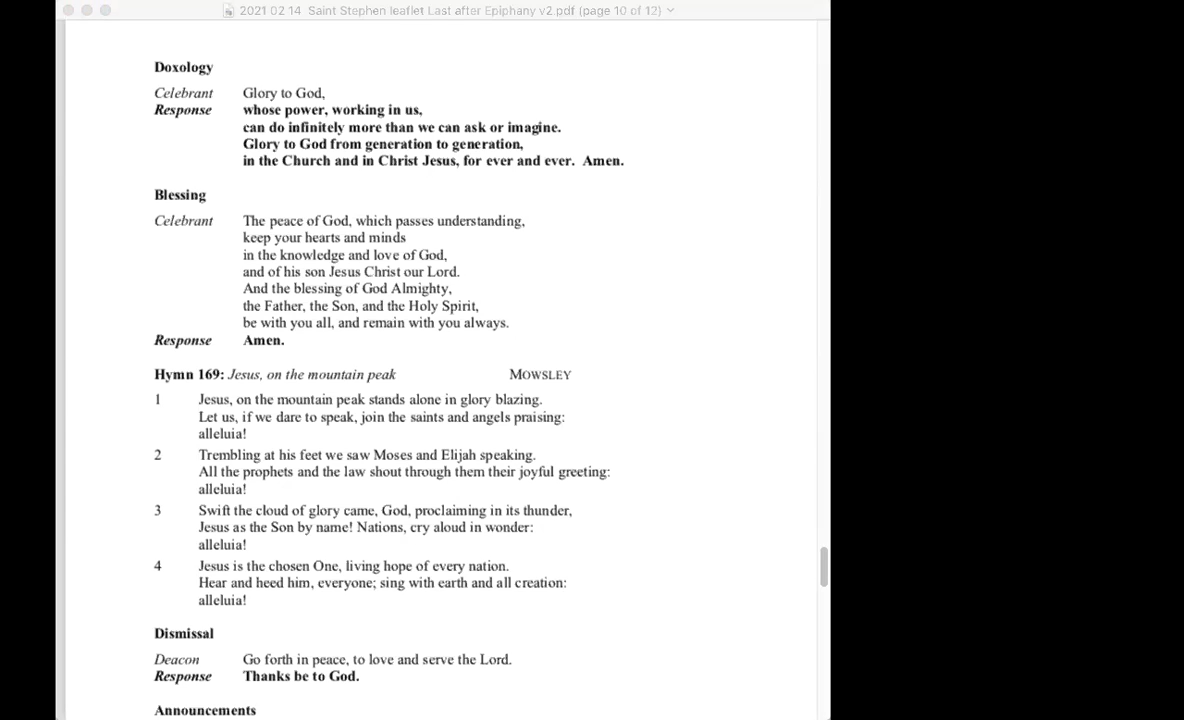 2021 02 14 Saint Stephen leaflet Last after Epiphany v2.pdf (page 10 of 12)
Doxology
Celebrant Glory to God,
Response whose power, working in us,
can do infinitely more than we can ask or imagine.
Glory to God from generation to generation,
in the Church and in Christ Jesus, for ever and ever. Amen.
Blessing
Celebrant The peace of God, which passes understanding,
keep your hearts and minds
in the knowledge and love of God,
and of his son Jesus Christ our Lord.
And the blessing of God Almighty,
the Father, the Son, and the Holy Spirit,
be with you all, and remain with you always.
Response Amen.
Hymn 169: Jesus, on the mountain peak MOWSLEY
1 Jesus, on the mountain peak stands alone in glory blazing.
Let us, if we dare to speak, join the saints and angels praising:
alleluia!
2 Trembling at his feet we saw Moses and Elijah speaking.
All the prophets and the law shout through them their joyful greeting:
alleluia!
3 Swift the cloud of glory came, God, proclaiming in its thunder,
Jesus as the Son by name! Nations, cry aloud in wonder:
alleluia!
4 Jesus is the chosen One, living hope of every nation.
Hear and heed him, everyone; sing with earth and all creation:
alleluia!
Dismissal
Deacon Go forth in peace, to love and serve the Lord.
Response Thanks be to God.
Announcements